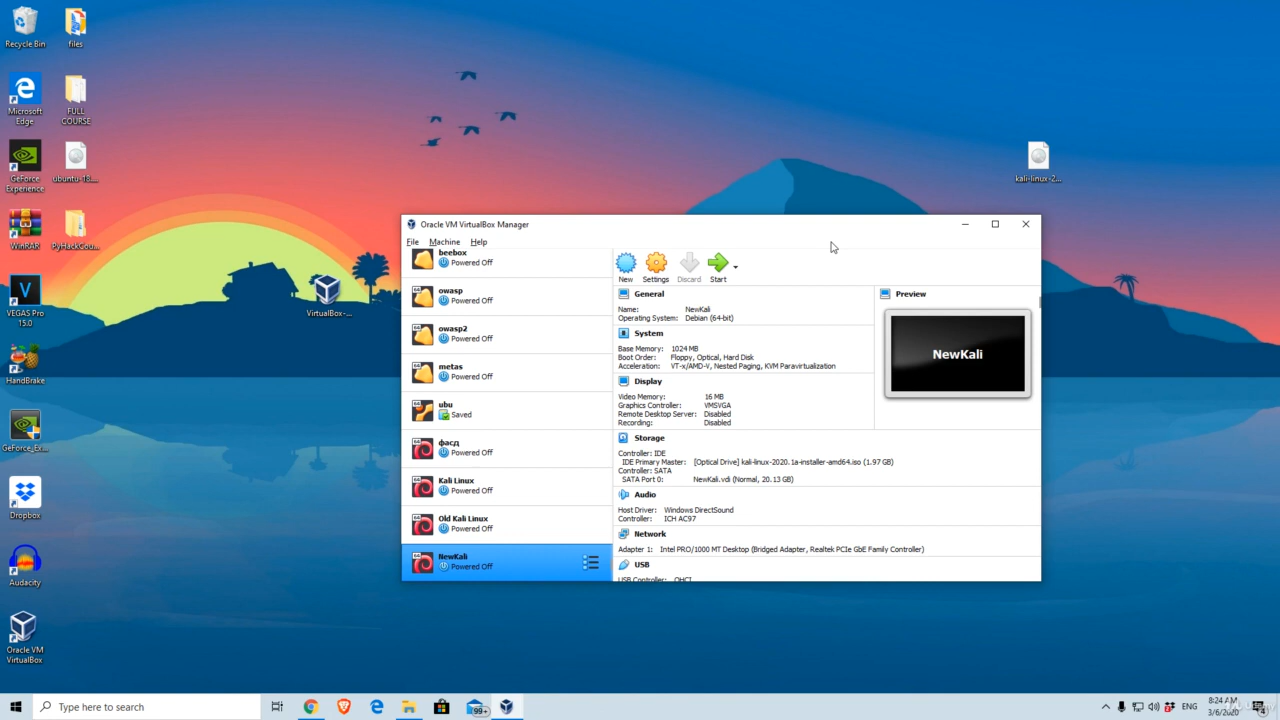 Recycle Bin
files
Microsoft
Edge
FULL
COURSE
GeForce
Experience
ubuntu-18....
WinRAR
PyHackCou...
VEGAS Pro
15.0
HandBrake
GeForce_Ex...
Dropbox
Audacity
Oracle VM
VirtualBox
VirtualBox-...
kali-linux-2...
Oracle VM VirtualBox Manager
File Machine Help
beebox
Powered Off
owasp
Powered Off
owasp2
Powered Off
metas
Powered Off
ubu
Saved
фасд
Powered Off
Kali Linux
Powered Off
Old Kali Linux
Powered Off
NewKali
Powered Off
New Settings Discard Start
General
Name: NewKali
Operating System: Debian (64-bit)
System
Base Memory: 1024 MB
Boot Order: Floppy, Optical, Hard Disk
Acceleration: VT-x/AMD-V, Nested Paging, KVM Paravirtualization
Display
Video Memory: 16 MB
Graphics Controller: VMSVGA
Remote Desktop Server: Disabled
Recording: Disabled
Preview
NewKali
Storage
Controller: IDE
IDE Primary Master: [Optical Drive] kali-linux-2020.1a-installer-amd64.iso (1.97 GB)
Controller: SATA
SATA Port 0: NewKali.vdi (Normal, 20.13 GB)
Audio
Host Driver: Windows DirectSound
Controller: ICH AC97
Network
Adapter 1: Intel PRO/1000 MT Desktop (Bridged Adapter, Realtek PCIe GbE Family Controller)
USB
USB Controller: OHCI
Type here to search
99+
ENG
8:24 AM
3/6/2020
4